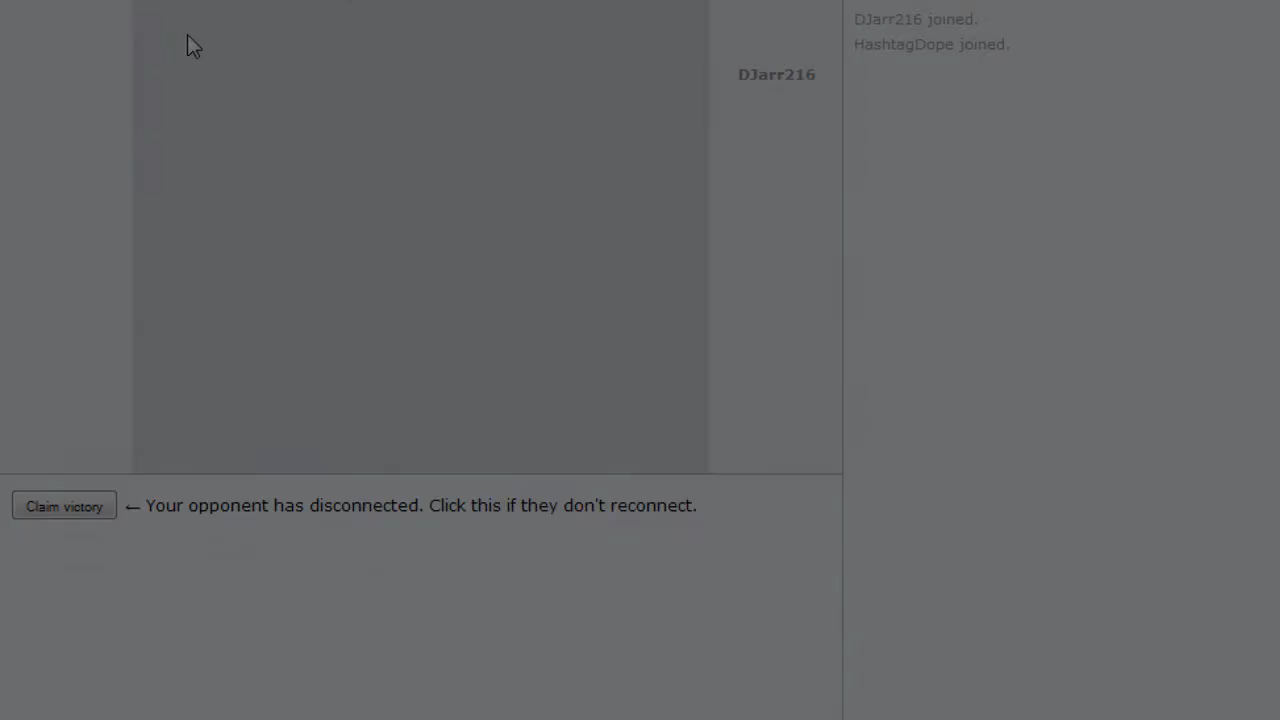 DJarr216 joined.
HashtagDope joined.
DJarr216
Claim victory
← Your opponent has disconnected. Click this if they don't reconnect.